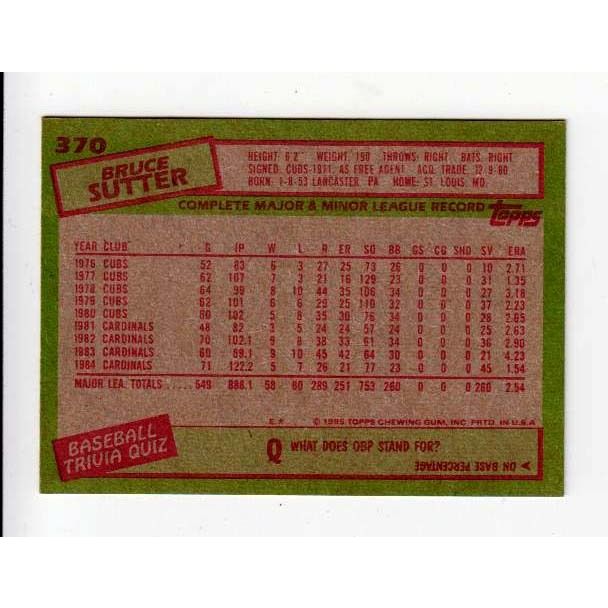 370
BRUCE
SUTTER
HEIGHT: 6'2" WEIGHT: 190 THROWS: RIGHT BATS: RIGHT
SIGNED: CUBS-1971, AS FREE AGENT ACQ: TRADE, 12-9-80
BORN: 1-8-53 LANCASTER, PA HOME: ST. LOUIS, MO.
COMPLETE MAJOR & MINOR LEAGUE RECORD
Topps
YEAR CLUB G IP W L R ER SO BB GS CG SHO SV ERA
1976 CUBS 52 83 6 3 27 25 73 26 0 0 0 10 2.71
1977 CUBS 62 107 7 3 21 16 129 23 0 0 0 31 1.35
1978 CUBS 64 99 8 10 44 35 106 34 0 0 0 27 3.18
1979 CUBS 62 101 6 6 29 25 110 32 0 0 0 37
1980 CUBS 60 102 5 8 35 30 76 34 0 0 0 28 2.65
1981 CARDINALS 48 82 3 5 24 24 57 24 0 0 0 25 2.63
1982 CARDINALS 70 102.1 9 8 38 33 61 34 0 0 0 36 2.90
1983 CARDINALS 60 89.1 9 10 45 42 64 30 0 0 0 21 4.23
1984 CARDINALS 71 5 7 26 77 23 0 0 0 45 1.54
MAJOR LEA. TOTALS 549 58 60 289 251 753 260 0 0 0 260 2.54
E* © 1985 TOPPS CHEWING GUM, INC. PRTD. IN U.S.A.
BASEBALL
TRIVIA QUIZ
Q WHAT DOES OBP STAND FOR?
A ON BASE PERCENTAGE